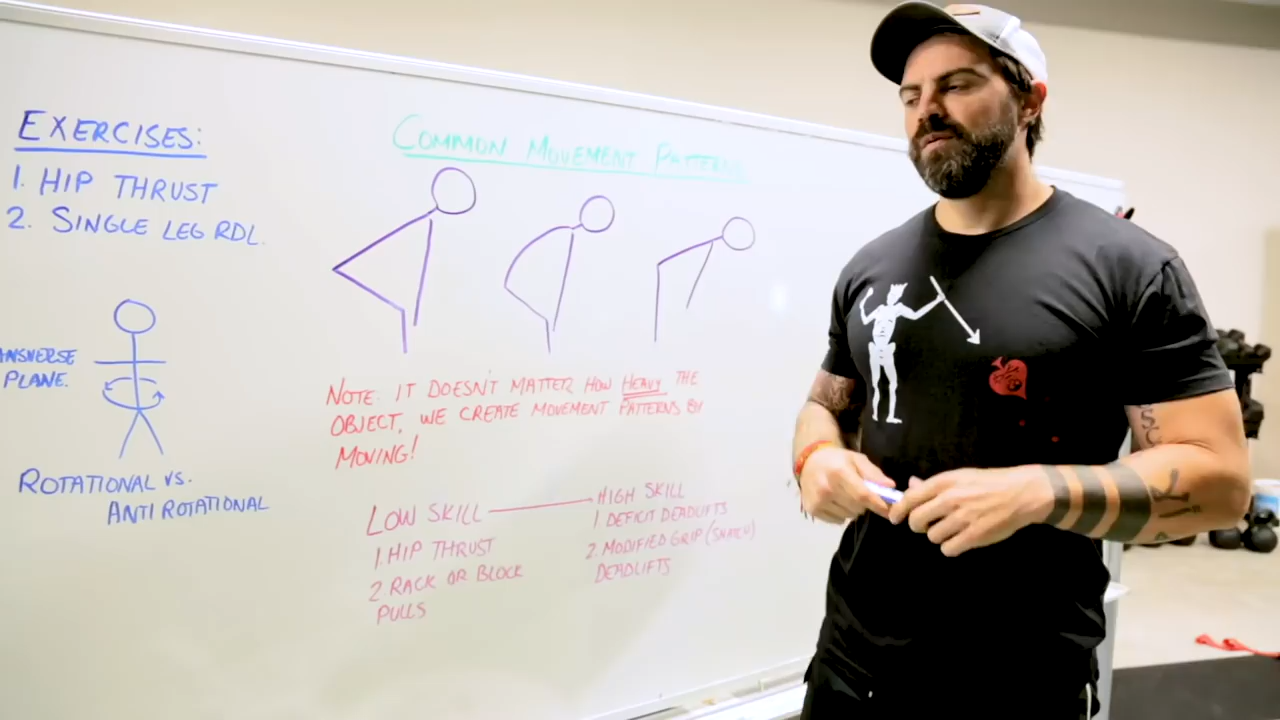 EXERCISES:
1. HIP THRUST
2. SINGLE LEG RDL.
PLANE.
ROTATIONAL VS.
ANTI ROTATIONAL
COMMON MOVEMENT PATTERNS
NOTE: IT DOESN'T MATTER HOW HEAVY THE
OBJECT, WE CREATE MOVEMENT PATTERNS BY
MOVING!
LOW SKILL
1. HIP THRUST
2. RACK OR BLOCK
PULLS
HIGH SKILL
1. DEFICIT DEADLIFTS
2. MODIFIED GRIP (SNATCH)
DEADLIFTS